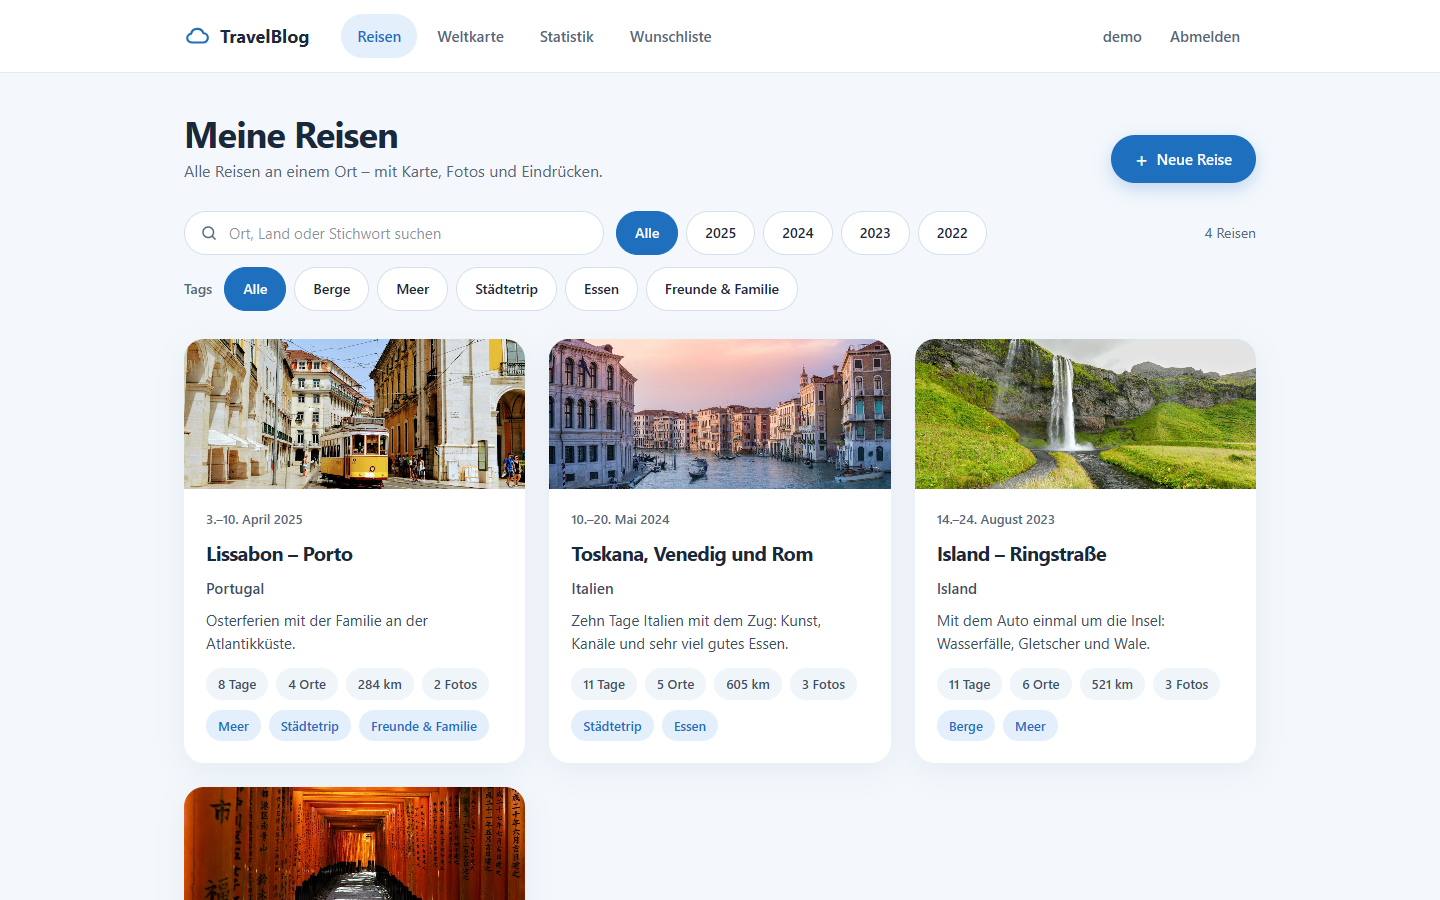 TravelBlog Reisen Weltkarte Statistik Wunschliste demo Abmelden
Meine Reisen
Alle Reisen an einem Ort – mit Karte, Fotos und Eindrücken.
+ Neue Reise
Ort, Land oder Stichwort suchen Alle 2025 2024 2023 2022 4 Reisen
Tags Alle Berge Meer Städtetrip Essen Freunde & Familie
3.–10. April 2025
Lissabon – Porto
Portugal
Osterferien mit der Familie an der
Atlantikküste.
8 Tage 4 Orte 284 km 2 Fotos
Meer Städtetrip Freunde & Familie
10.–20. Mai 2024
Toskana, Venedig und Rom
Italien
Zehn Tage Italien mit dem Zug: Kunst,
Kanäle und sehr viel gutes Essen.
11 Tage 5 Orte 605 km 3 Fotos
Städtetrip Essen
14.–24. August 2023
Island – Ringstraße
Island
Mit dem Auto einmal um die Insel:
Wasserfälle, Gletscher und Wale.
11 Tage 6 Orte 521 km 3 Fotos
Berge Meer